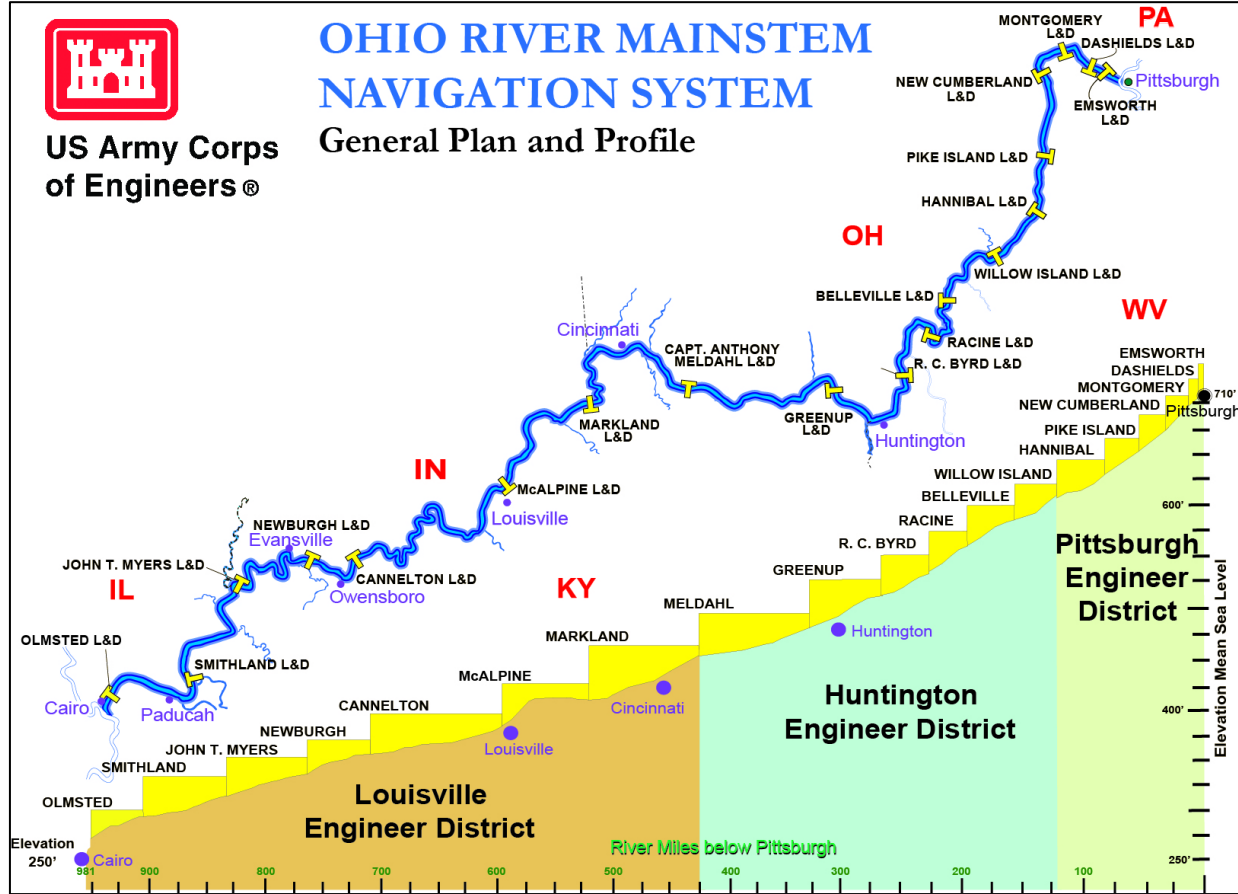 US Army Corps
of Engineers ®
OHIO RIVER MAINSTEM
NAVIGATION SYSTEM
General Plan and Profile
PA
MONTGOMERY
L&D
DASHIELDS L&D
Pittsburgh
NEW CUMBERLAND
L&D
EMSWORTH
L&D
PIKE ISLAND L&D
HANNIBAL L&D
OH
WILLOW ISLAND L&D
BELLEVILLE L&D
WV
RACINE L&D
R. C. BYRD L&D
Cincinnati
CAPT. ANTHONY
MELDAHL L&D
GREENUP
L&D
Huntington
MARKLAND
L&D
IN
McALPINE L&D
Louisville
NEWBURGH L&D
Evansville
JOHN T. MYERS L&D
CANNELTON L&D
Owensboro
IL
KY
OLMSTED L&D
SMITHLAND L&D
Cairo
Paducah
EMSWORTH
DASHIELDS
MONTGOMERY
710'
Pittsburgh
NEW CUMBERLAND
PIKE ISLAND
HANNIBAL
WILLOW ISLAND
BELLEVILLE
600'
RACINE
R. C. BYRD
GREENUP
MELDAHL
MARKLAND
McALPINE
CANNELTON
NEWBURGH
JOHN T. MYERS
SMITHLAND
OLMSTED
Pittsburgh
Engineer
District
Huntington
Cincinnati
Louisville
Huntington
Engineer District
400'
Elevation Mean Sea Level
Louisville
Engineer District
River Miles below Pittsburgh
Elevation
250'
Cairo
250'
981
900
800
700
600
500
400
300
200
100